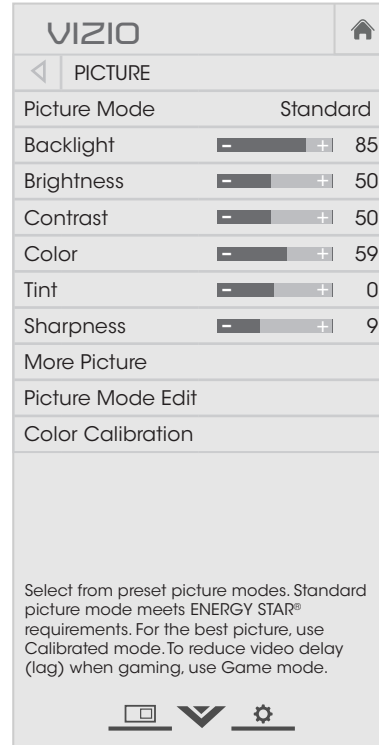 VIZIO
PICTURE
Picture Mode Standard
Backlight - + 85
Brightness - + 50
Contrast - + 50
Color - + 59
Tint - + 0
Sharpness - + 9
More Picture
Picture Mode Edit
Color Calibration
Select from preset picture modes. Standard
picture mode meets ENERGY STAR®
requirements. For the best picture, use
Calibrated mode. To reduce video delay
(lag) when gaming, use Game mode.